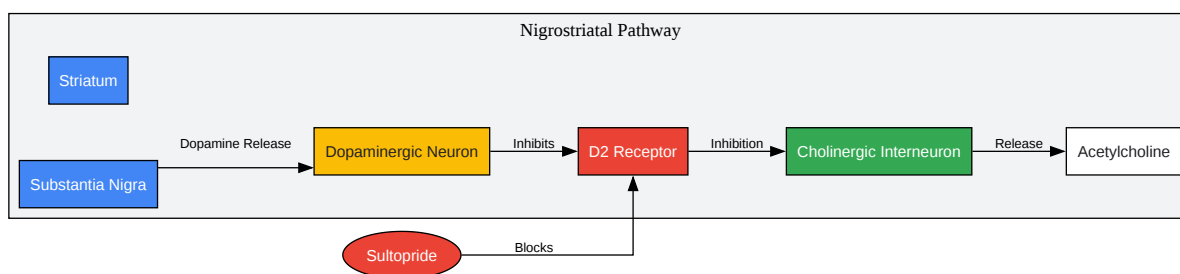 Nigrostriatal Pathway
Striatum
Dopamine Release
Inhibits
Inhibition
Release
Dopaminergic Neuron
D2 Receptor
Cholinergic Interneuron
Acetylcholine
Substantia Nigra
Sultopride
Blocks